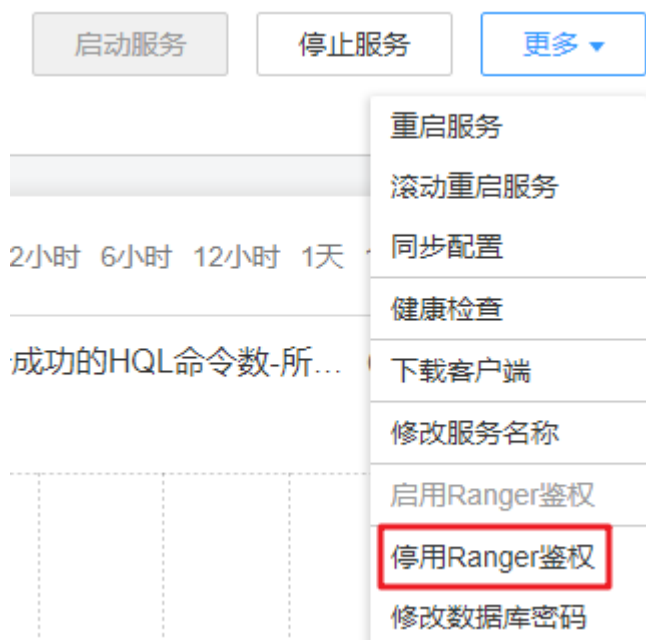 启动服务 停止服务 更多
重启服务
滚动重启服务
2小时 6小时 12小时 1天
同步配置
健康检查
成功的HQL命令数-所...
下载客户端
修改服务名称
启用Ranger鉴权
停用Ranger鉴权
修改数据库密码